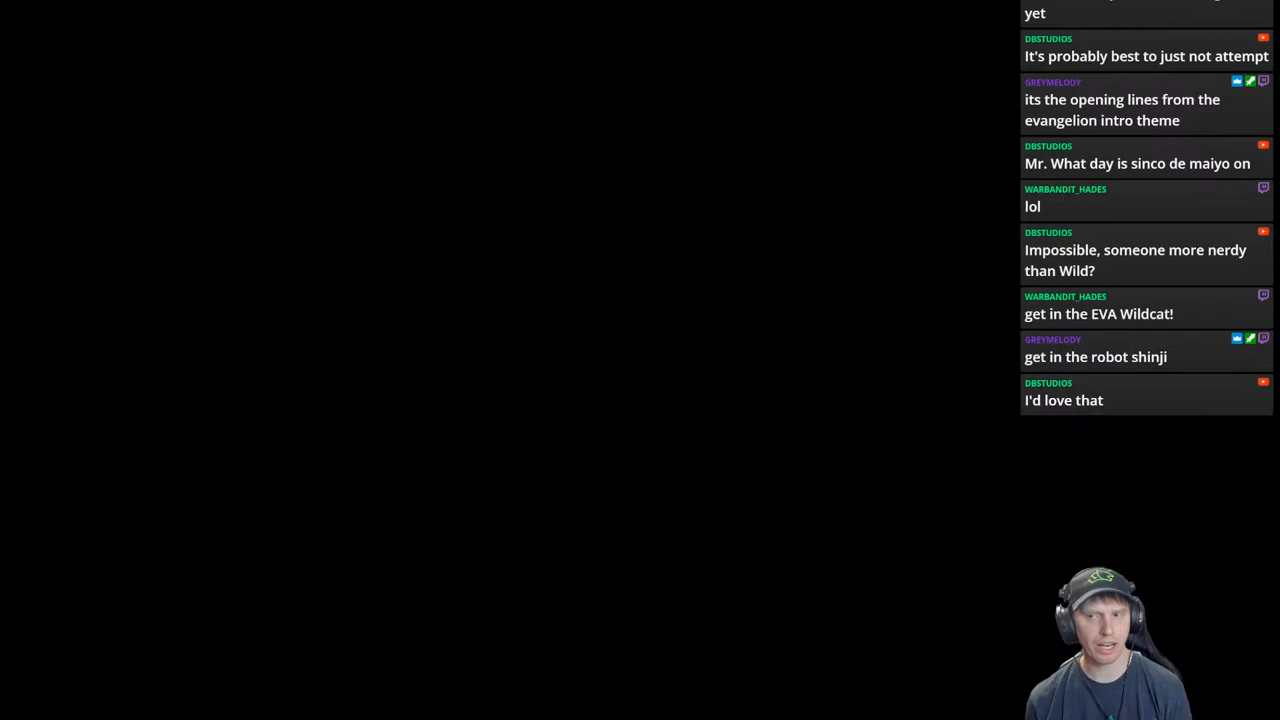 yet
DBSTUDIOS
It's probably best to just not attempt
GREYMELODY
its the opening lines from the
evangelion intro theme
DBSTUDIOS
Mr. What day is sinco de maiyo on
WARBANDIT_HADES
lol
DBSTUDIOS
Impossible, someone more nerdy
than Wild?
WARBANDIT_HADES
get in the EVA Wildcat!
GREYMELODY
get in the robot shinji
DBSTUDIOS
I'd love that